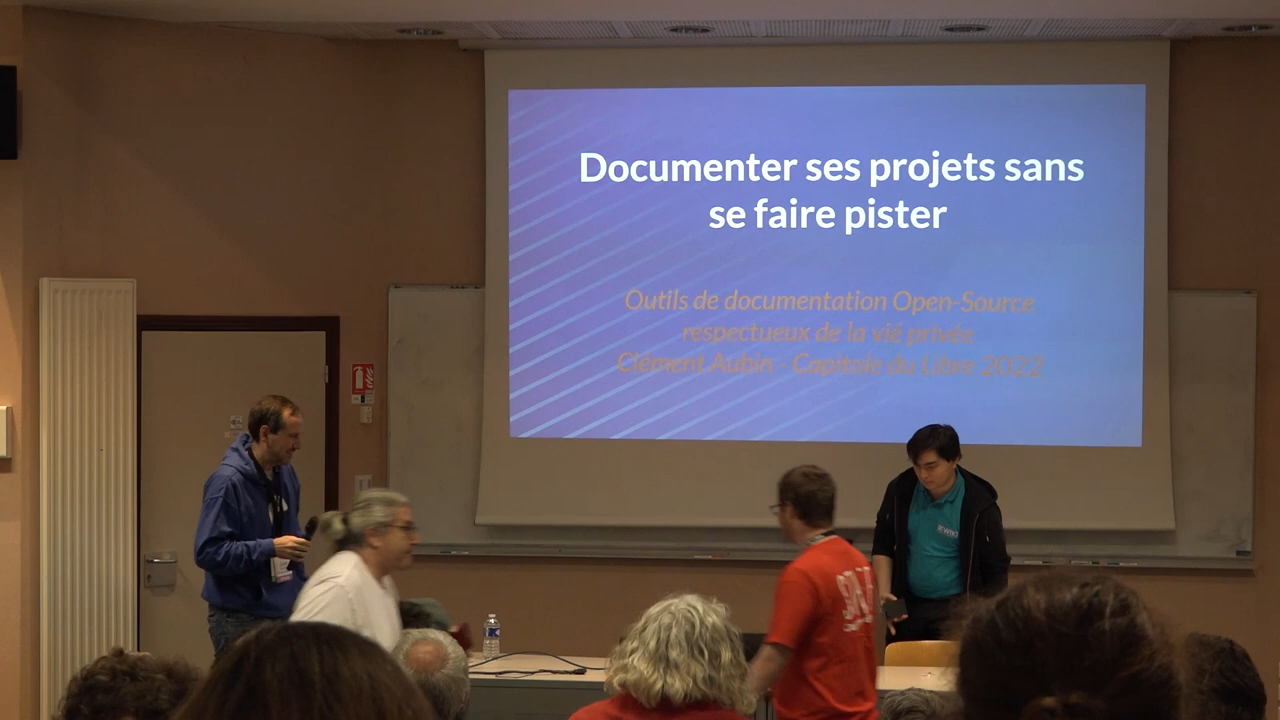 Documenter ses projets sans
se faire pister
Outils de documentation Open-Source
respectueux de la vie privée
Clément Aubin - Capitole du Libre 2022